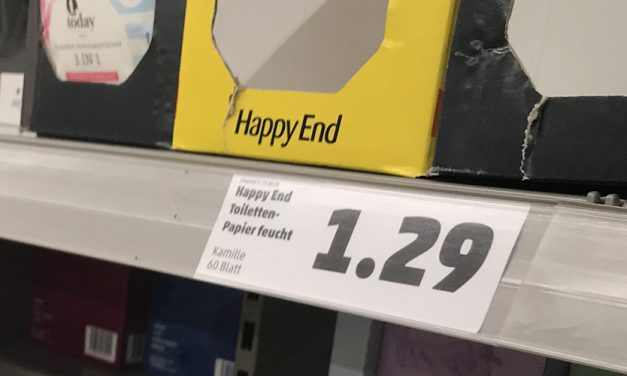 today
3 IN 1
Happy End
Happy End
Toiletten-
Papier feucht
Kamille
60 Blatt
1.29